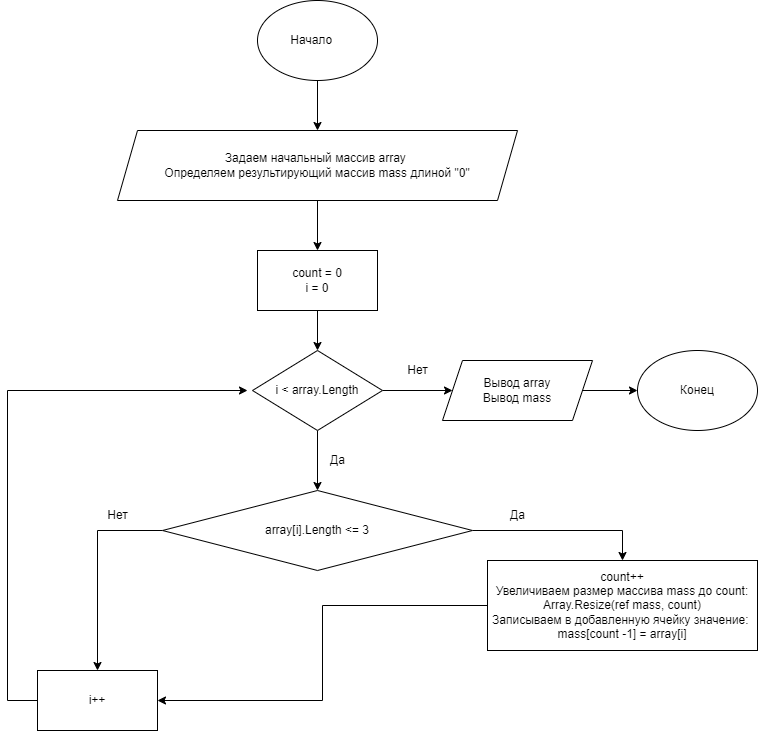 Начало
Задаем начальный массив array
Определяем результирующий массив mass длиной "0"
count = 0
i = 0
i < array.Length
Нет
Вывод array
Вывод mass
Конец
Да
array[i].Length <= 3
Нет
Да
count++
Увеличиваем размер массива mass до count:
Array.Resize(ref mass, count)
Записываем в добавленную ячейку значение:
mass[count -1] = array[i]
i++